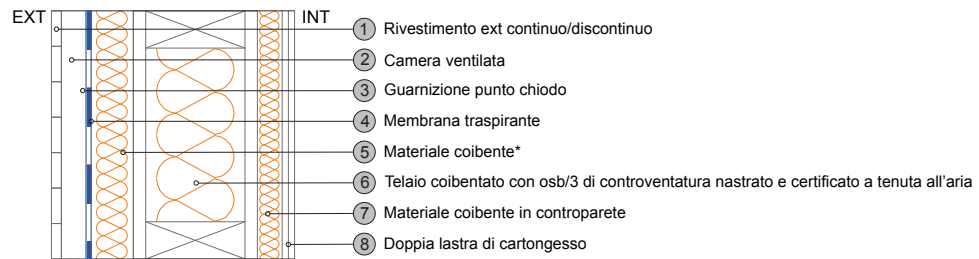 EXT
INT
1 Rivestimento ext continuo/discontinuo
2 Camera ventilata
3 Guarnizione punto chiodo
4 Membrana traspirante
5 Materiale coibente*
6 Telaio coibentato con osb/3 di controventatura nastrato e certificato a tenuta all'aria
7 Materiale coibente in controparete
8 Doppia lastra di cartongesso